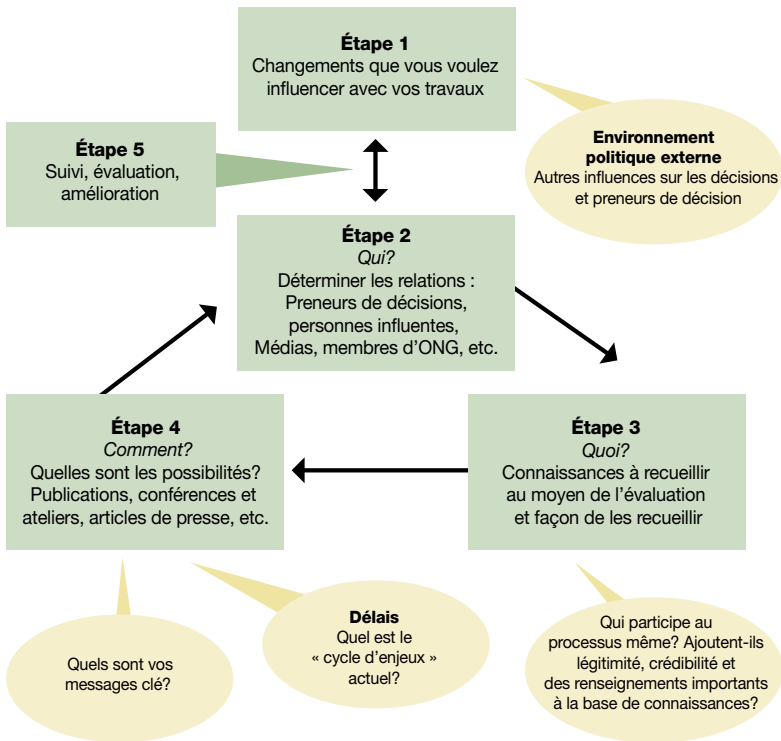 Étape 1
Changements que vous voulez
influencer avec vos travaux
Environnement
politique externe
Autres influences sur les décisions
et preneurs de décision
Étape 5
Suivi, évaluation,
amélioration
Étape 2
Qui?
Déterminer les relations :
Preneurs de décisions,
personnes influentes,
Médias, membres d’ONG, etc.
Étape 3
Quoi?
Connaissances à recueillir
au moyen de l’évaluation
et façon de les recueillir
Étape 4
Comment?
Quelles sont les possibilités?
Publications, conférences et
ateliers, articles de presse, etc.
Quels sont vos
messages clé?
Délais
Quel est le
« cycle d’enjeux »
actuel?
Qui participe au
processus même? Ajoutent-ils
légitimité, crédibilité et
des renseignements importants
à la base de connaissances?